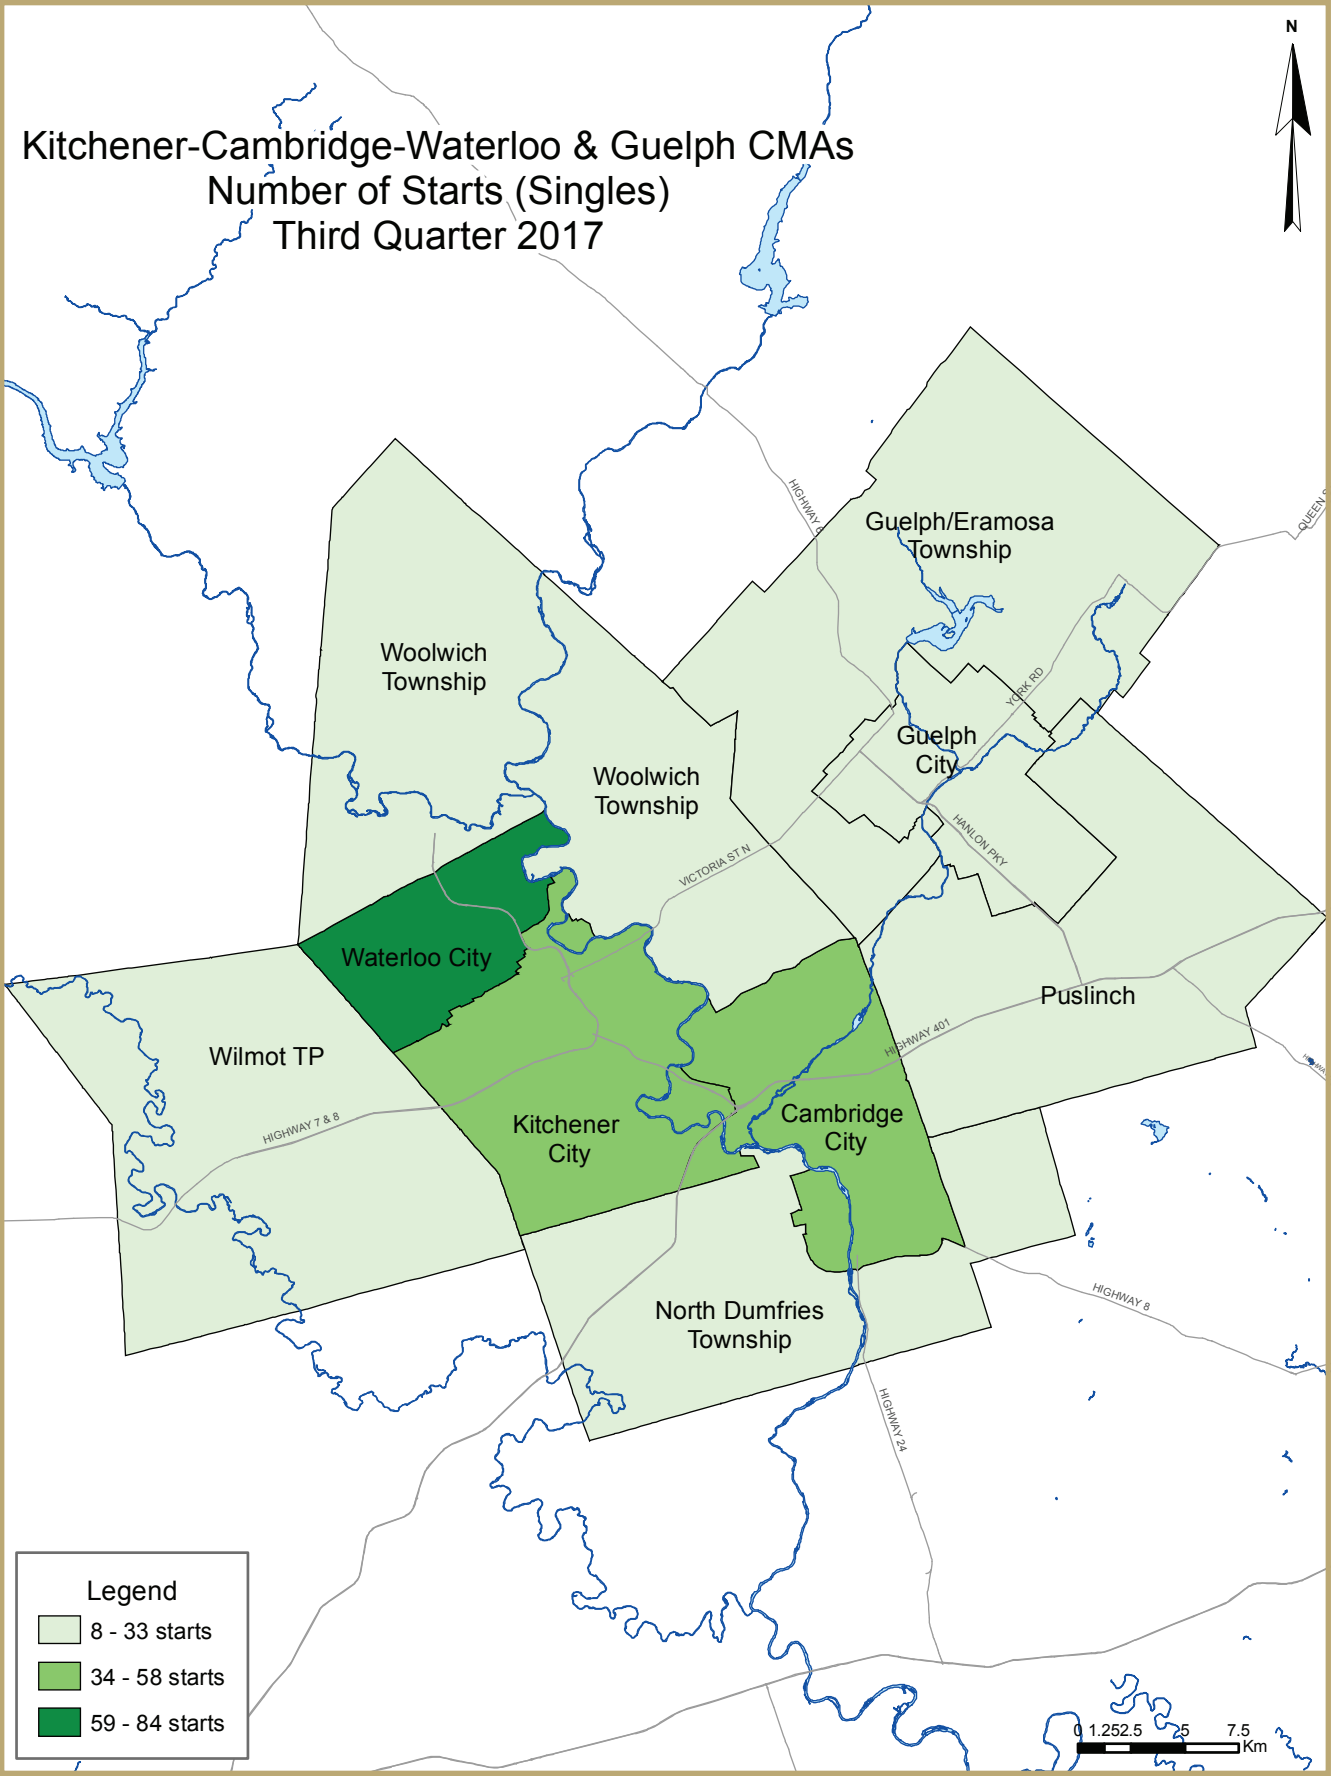 N
Kitchener-Cambridge-Waterloo & Guelph CMAs
Number of Starts (Singles)
Third Quarter 2017
HIGHWAY 6
QUEEN S
Guelph/Eramosa
Township
Woolwich
Township
YORK RD
Guelph
City
Woolwich
Township
HANLON PKY
VICTORIA ST N
Waterloo City
Puslinch
HIGHWAY 401
Wilmot TP
Kitchener
City
Cambridge
City
HIGHWAY 7 & 8
HIGHWAY 8
North Dumfries
Township
HIGHWAY 24
Legend
8 - 33 starts
34 - 58 starts
59 - 84 starts
0 1.25 2.5 5 7.5
Km